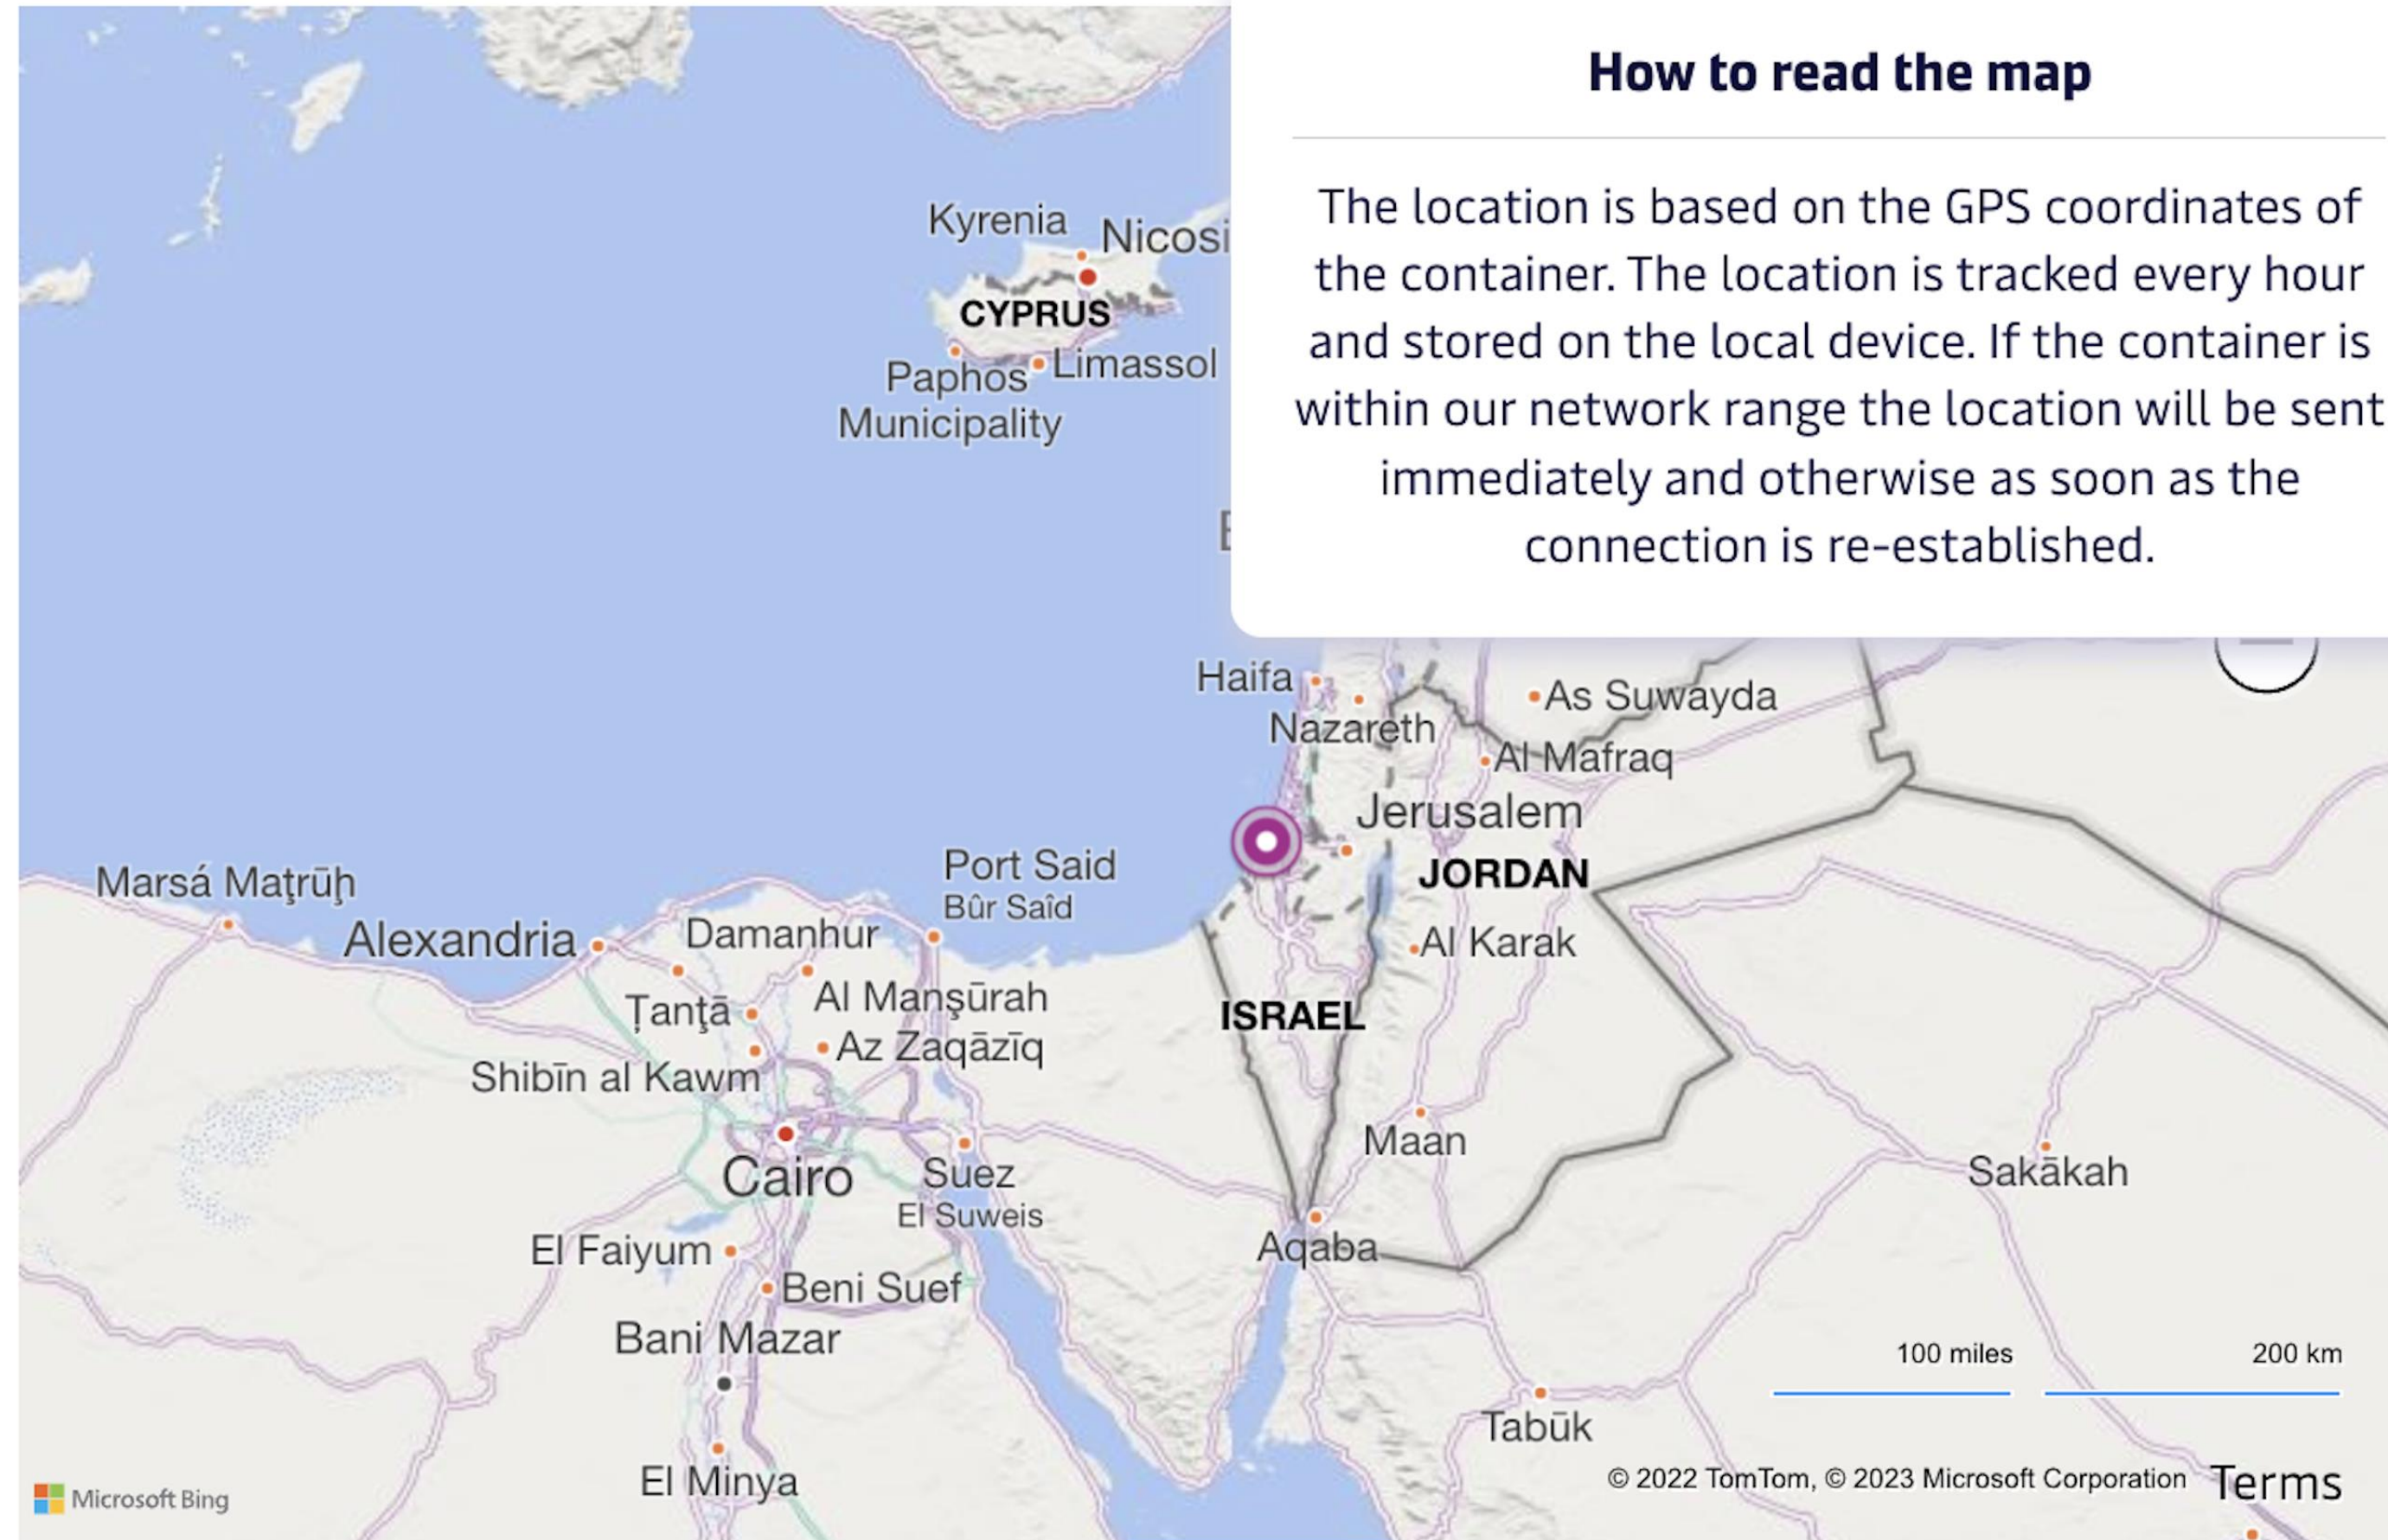 How to read the map
The location is based on the GPS coordinates of
the container. The location is tracked every hour
and stored on the local device. If the container is
within our network range the location will be sent
immediately and otherwise as soon as the
connection is re-established.
Kyrenia
Nicosi
CYPRUS
Paphos
Municipality
Limassol
E
Haifa
As Suwayda
Nazareth
Al Mafraq
Jerusalem
JORDAN
Port Said
Bûr Saîd
Marsá Maţrūḩ
Alexandria
Damanhur
Al Karak
Al Manşūrah
Ţanţā
ISRAEL
Az Zaqāzīq
Shibīn al Kawm
Maan
Cairo
Suez
El Suweis
Sakākah
El Faiyum
Aqaba
Beni Suef
Bani Mazar
100 miles
200 km
Tabūk
El Minya
© 2022 TomTom, © 2023 Microsoft Corporation
Terms
Microsoft Bing